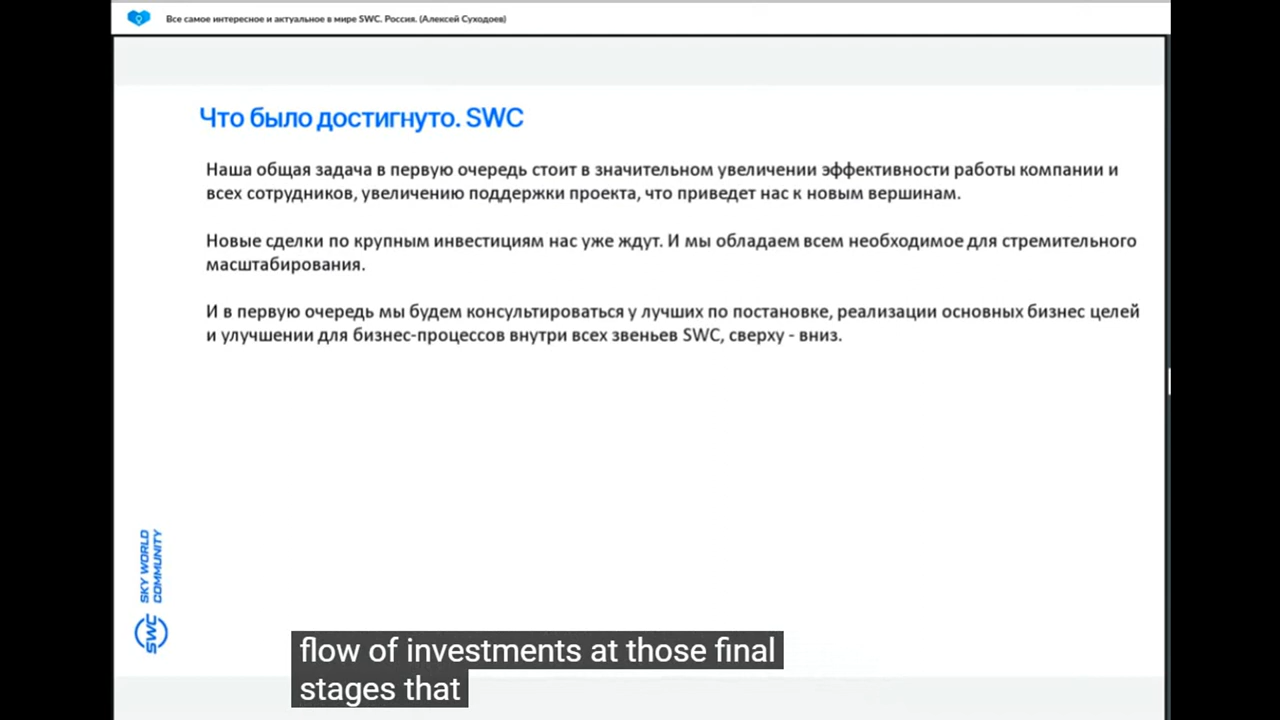 Все самое интересное и актуальное в мире SWC. Россия. (Алексей Суходоев)
Что было достигнуто. SWC
Наша общая задача в первую очередь стоит в значительном увеличении эффективности работы компании и
всех сотрудников, увеличению поддержки проекта, что приведет нас к новым вершинам.
Новые сделки по крупным инвестициям нас уже ждут. И мы обладаем всем необходимое для стремительного
масштабирования.
И в первую очередь мы будем консультироваться у лучших по постановке, реализации основных бизнес целей
и улучшении для бизнес-процессов внутри всех звеньев SWC, сверху - вниз.
SKY WORLD
COMMUNITY
SWC
flow of investments at those final
stages that